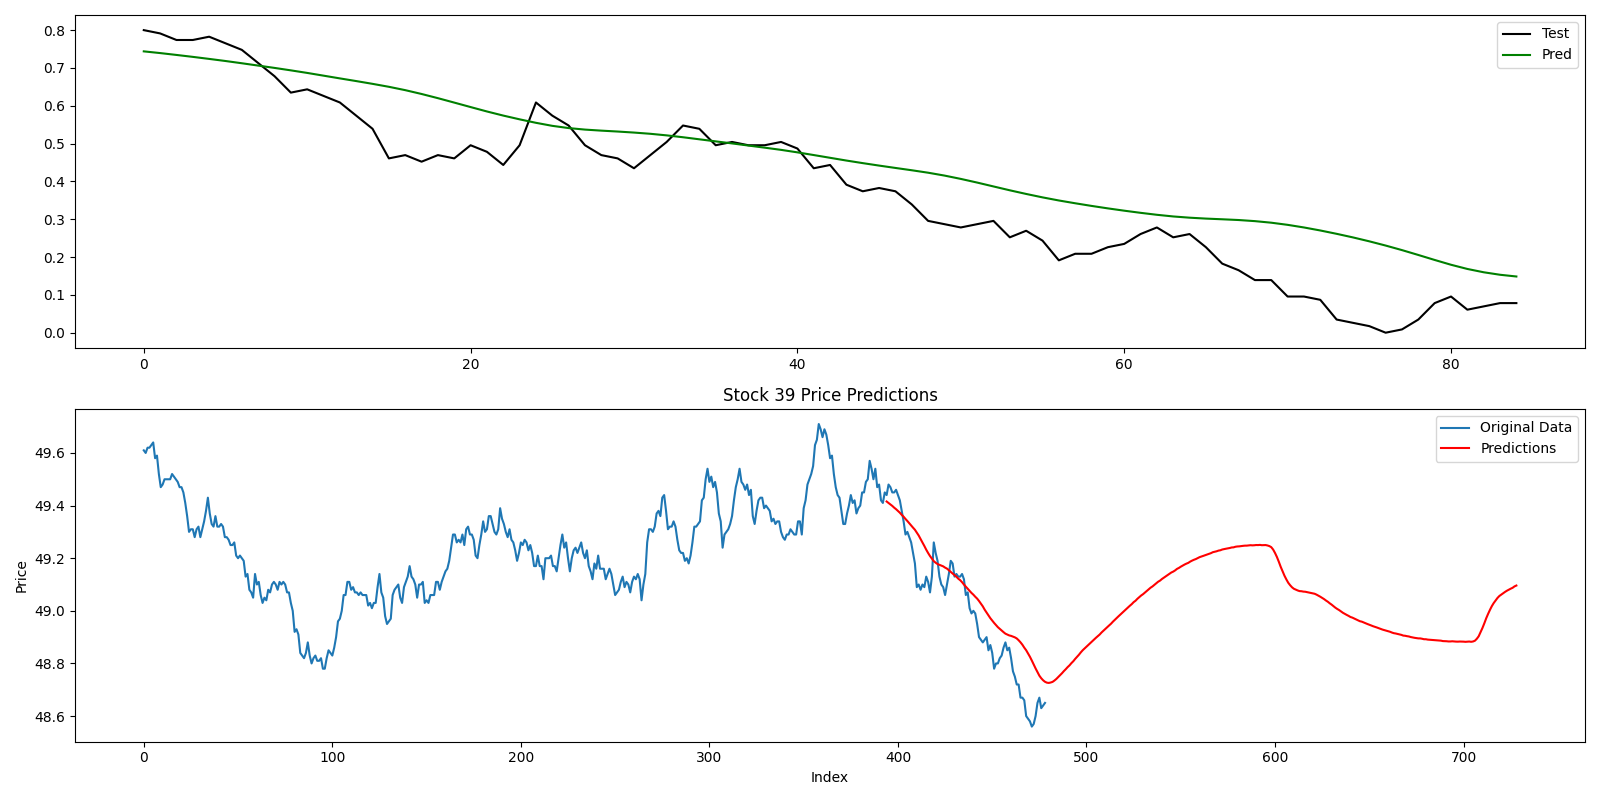 0.8
0.7
0.6
0.5
0.4
0.3
0.2
0.1
0.0
0 20 40 60 80
Test
Pred
Stock 39 Price Predictions
49.6
49.4
49.2
49.0
48.8
48.6
Price
0 100 200 300 400 500 600 700
Index
Original Data
Predictions